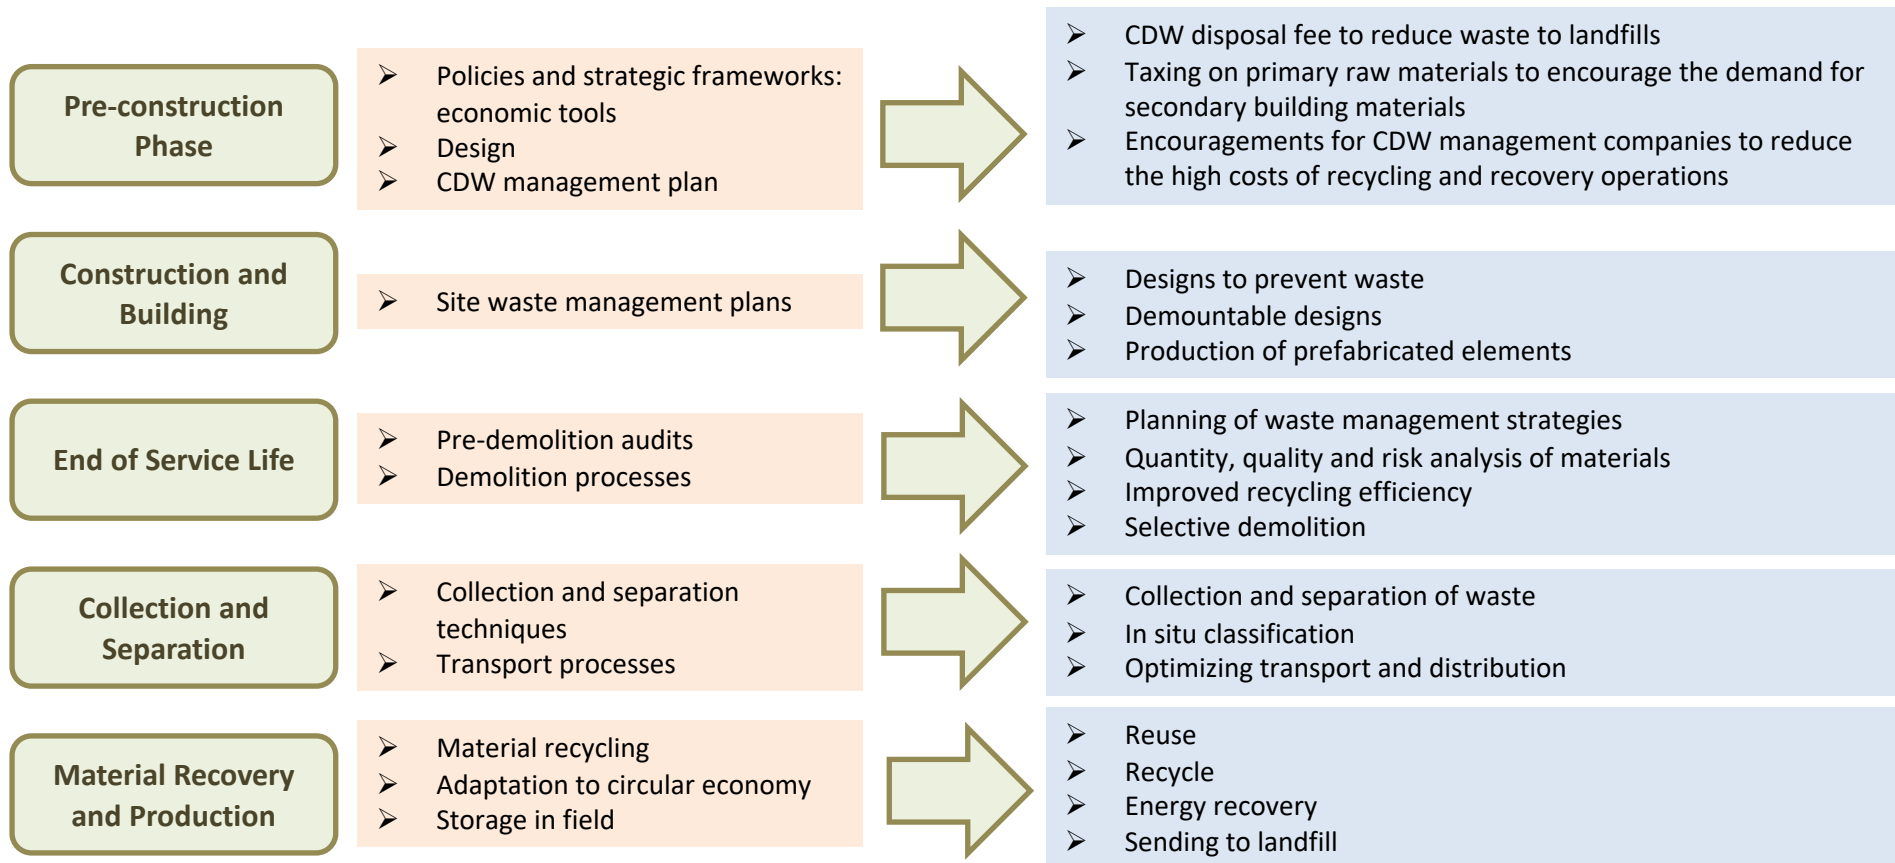 Pre-construction
Phase
Policies and strategic frameworks:
economic tools
Design
CDW management plan
CDW disposal fee to reduce waste to landfills
Taxing on primary raw materials to encourage the demand for
secondary building materials
Encouragements for CDW management companies to reduce
the high costs of recycling and recovery operations
Construction and
Building
Site waste management plans
Designs to prevent waste
Demountable designs
Production of prefabricated elements
End of Service Life
Pre-demolition audits
Demolition processes
Planning of waste management strategies
Quantity, quality and risk analysis of materials
Improved recycling efficiency
Selective demolition
Collection and
Separation
Collection and separation
techniques
Transport processes
Collection and separation of waste
In situ classification
Optimizing transport and distribution
Material Recovery
and Production
Material recycling
Adaptation to circular economy
Storage in field
Reuse
Recycle
Energy recovery
Sending to landfill